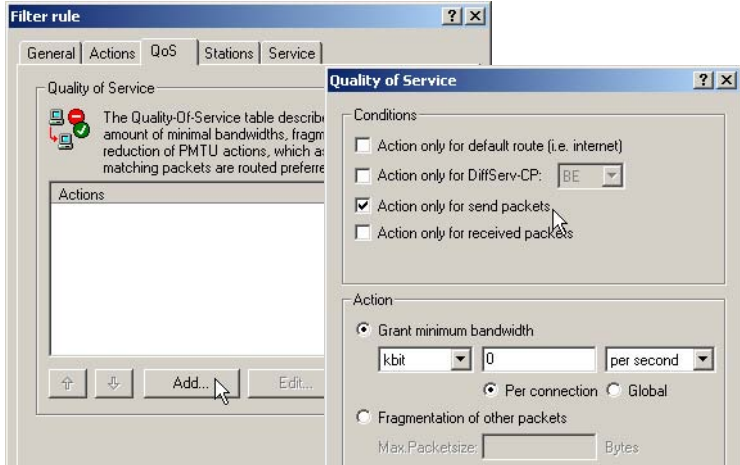 Filter rule
General Actions QoS Stations Service
Quality of Service
The Quality-Of-Service table describe
amount of minimal bandwidths, fragm
reduction of PMTU actions, which a
matching packets are routed preferre
Actions
Add... Edit...
Quality of Service
Conditions
Action only for default route (i.e. internet)
Action only for DiffServ-CP: BE
Action only for send packets
Action only for received packets
Action
Grant minimum bandwidth
kbit 0 per second
Per connection Global
Fragmentation of other packets
Max.Packetsize: Bytes